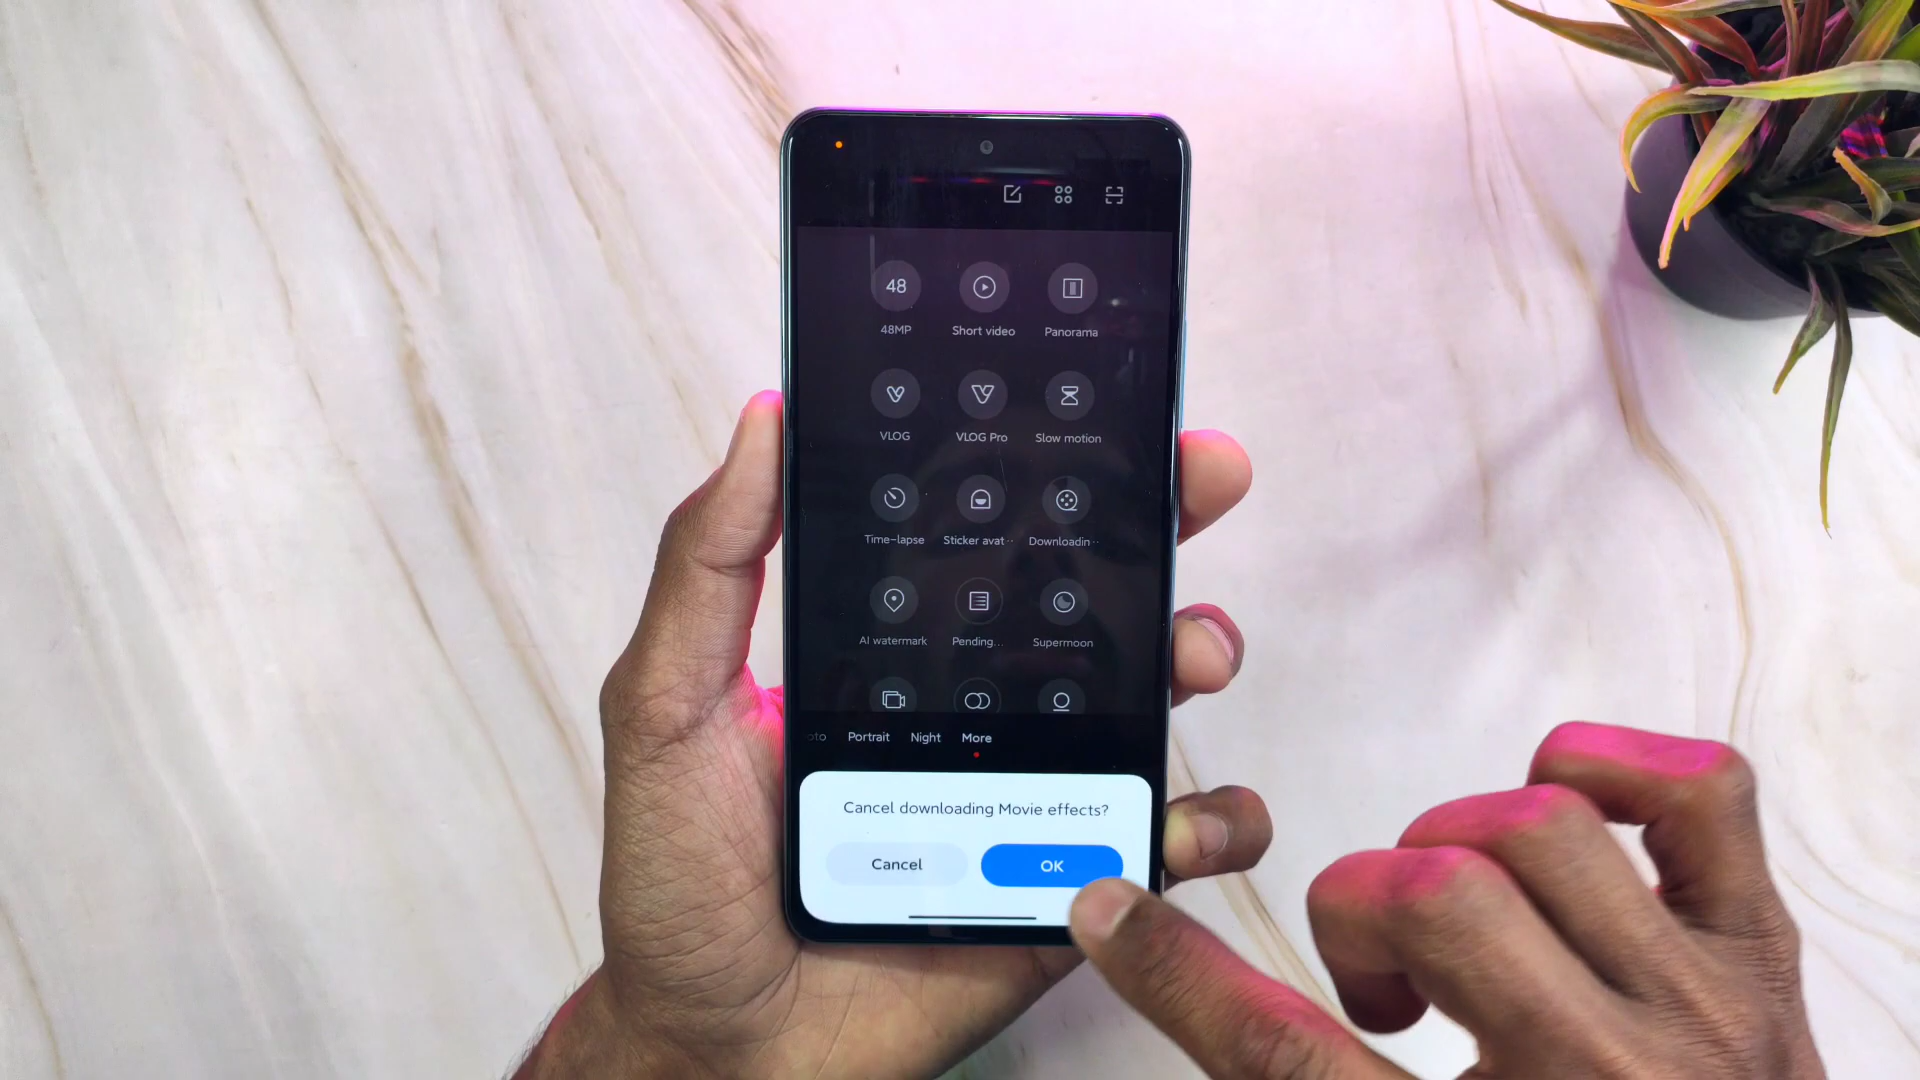 48
48MP Short video Panorama
VLOG VLOG Pro Slow motion
Time-lapse Sticker avat·· Downloadin··
AI watermark Pending... Supermoon
oto Portrait Night More
Cancel downloading Movie effects?
Cancel OK